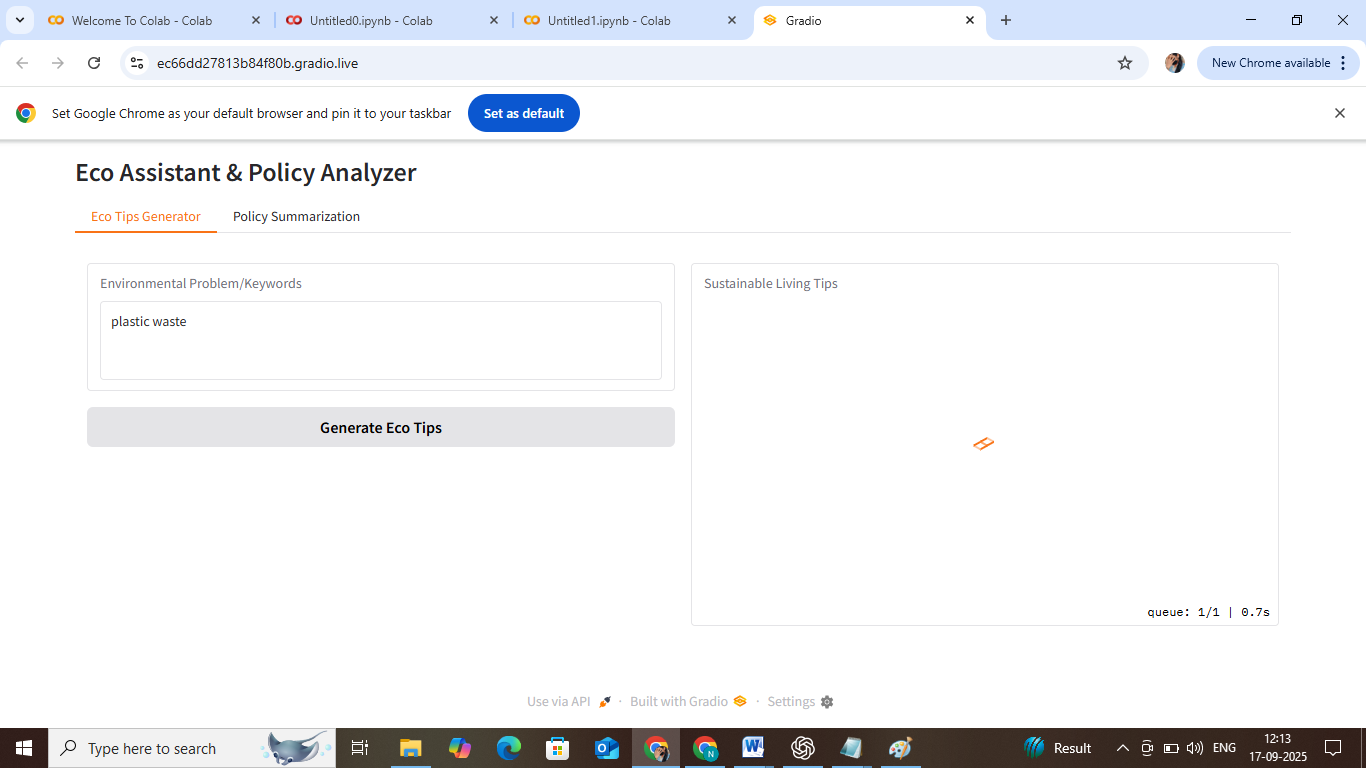 Welcome To Colab - Colab
Untitled0.ipynb - Colab
Untitled1.ipynb - Colab
Gradio
ec66dd27813b84f80b.gradio.live
New Chrome available
Set Google Chrome as your default browser and pin it to your taskbar
Set as default
Eco Assistant & Policy Analyzer
Eco Tips Generator
Policy Summarization
Environmental Problem/Keywords
plastic waste
Generate Eco Tips
Sustainable Living Tips
queue: 1/1 | 0.7s
Use via API · Built with Gradio · Settings
Type here to search
N
W
Result
ENG
12:13
17-09-2025